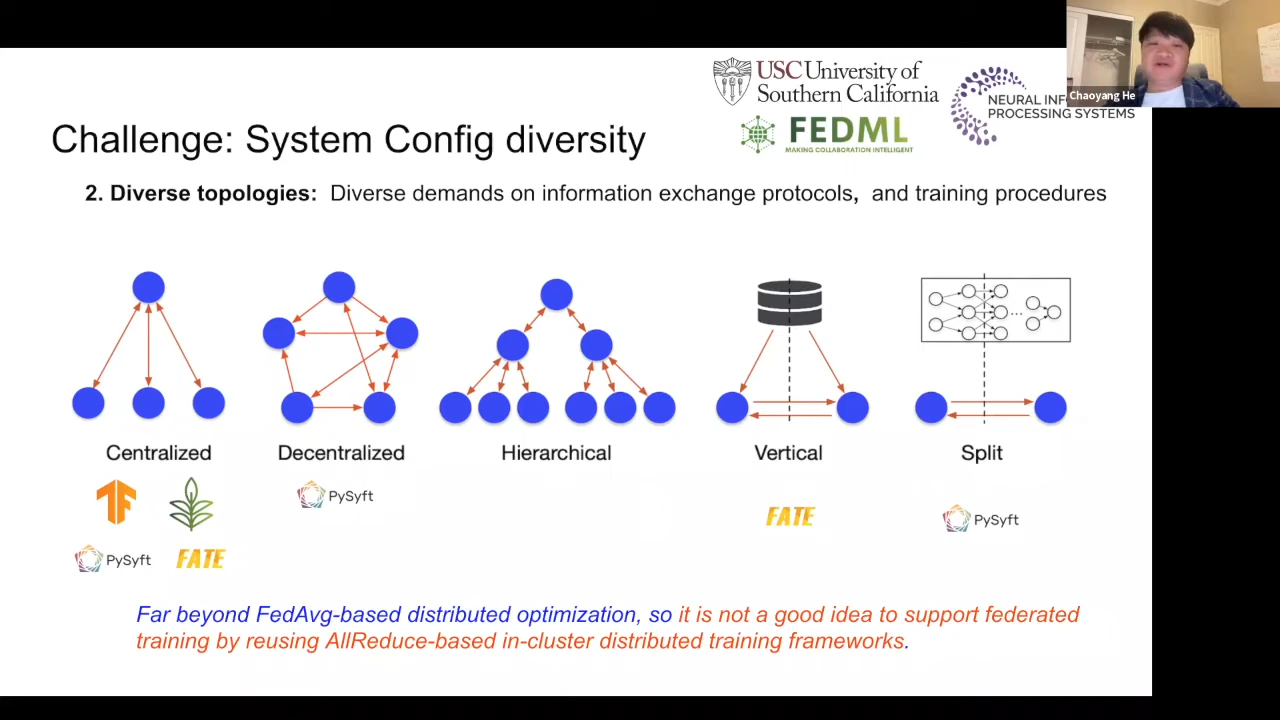 USC University of
Southern California
Chaoyang He
NEURAL INF
PROCESSING SYSTEMS
FEDML
MAKING COLLABORATION INTELLIGENT
Challenge: System Config diversity
2. Diverse topologies: Diverse demands on information exchange protocols, and training procedures
...
Centralized Decentralized Hierarchical Vertical Split
PySyft
FATE
PySyft
PySyft FATE
Far beyond FedAvg-based distributed optimization, so it is not a good idea to support federated
training by reusing AllReduce-based in-cluster distributed training frameworks.